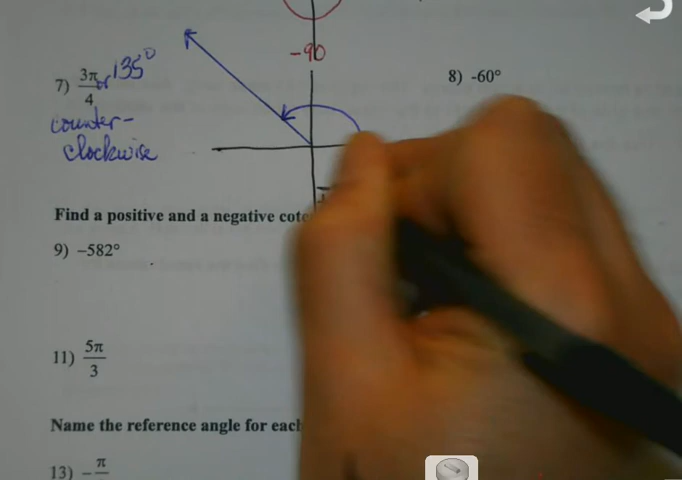 -90
7) 3π/4 or 135°
8) -60°
counter-
clockwise
Find a positive and a negative
9) –582°
11) 5π/3
Name the reference angle for each
13) –π